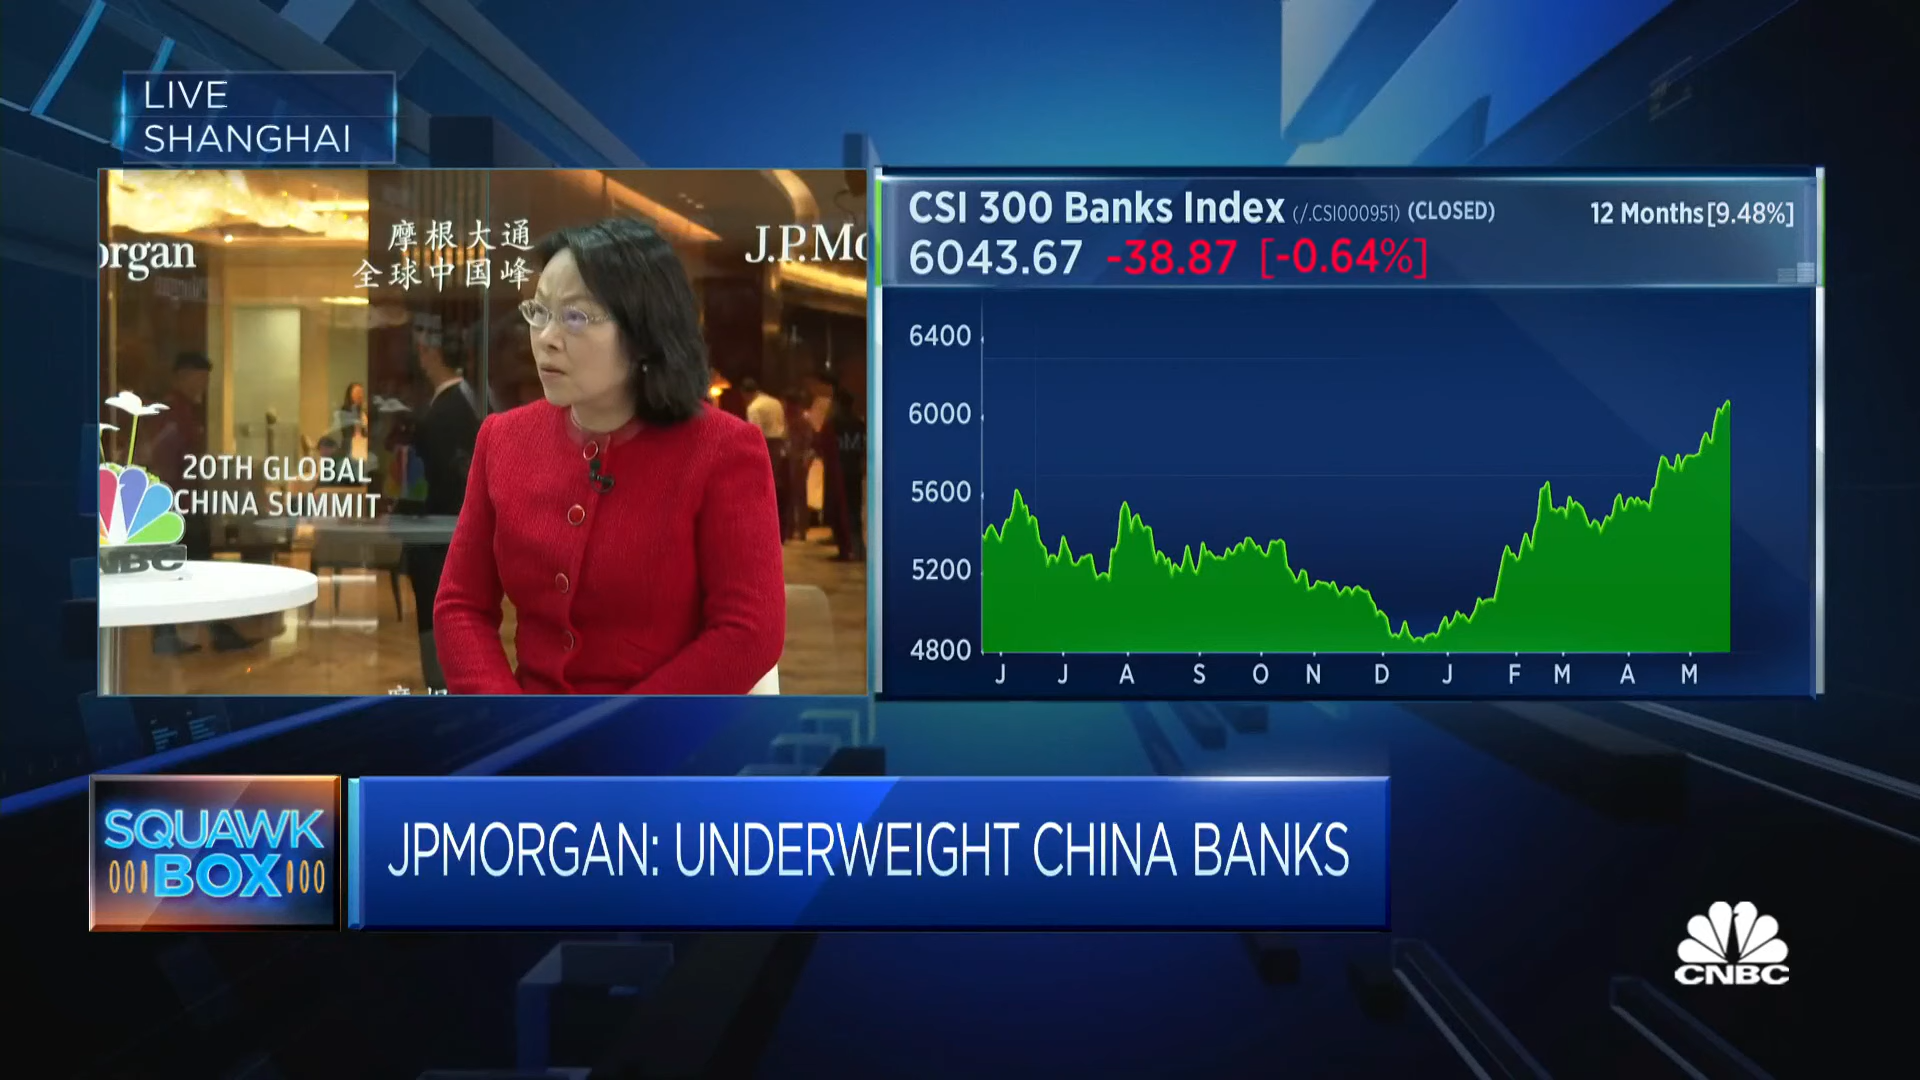 LIVE
SHANGHAI
organ
摩根大通
全球中国峰
J.P.Mo
20TH GLOBAL
CHINA SUMMIT
NBC
CSI 300 Banks Index (/.CSI000951) (CLOSED)
12 Months[9.48%]
6043.67 -38.87 [-0.64%]
6400
6000
5600
5200
4800
J J A S O N D J F M A M
SQUAWK
BOX
JPMORGAN: UNDERWEIGHT CHINA BANKS
CNBC